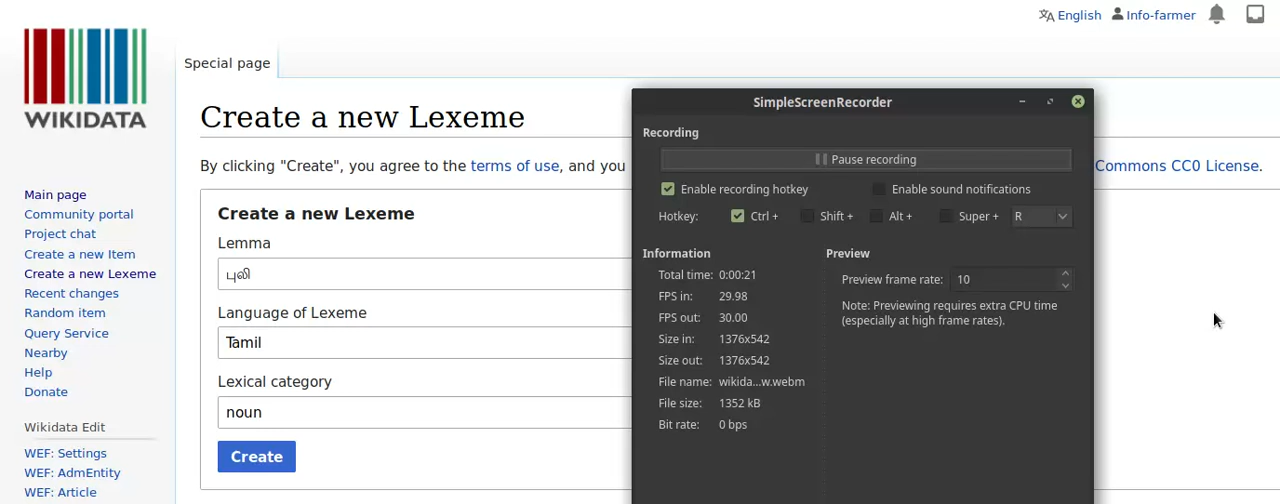 English
Info-farmer
WIKIDATA
Special page
Create a new Lexeme
By clicking "Create", you agree to the terms of use, and you
Commons CC0 License.
Main page
Community portal
Project chat
Create a new Item
Create a new Lexeme
Recent changes
Random item
Query Service
Nearby
Help
Donate
Wikidata Edit
WEF: Settings
WEF: AdmEntity
WEF: Article
Create a new Lexeme
Lemma
புலி
Language of Lexeme
Tamil
Lexical category
noun
Create
SimpleScreenRecorder
Recording
Pause recording
Enable recording hotkey
Enable sound notifications
Hotkey: Ctrl + Shift + Alt + Super + R
Information
Total time: 0:00:21
FPS in: 29.98
FPS out: 30.00
Size in: 1376x542
Size out: 1376x542
File name: wikida...w.webm
File size: 1352 kB
Bit rate: 0 bps
Preview
Preview frame rate: 10
Note: Previewing requires extra CPU time
(especially at high frame rates).